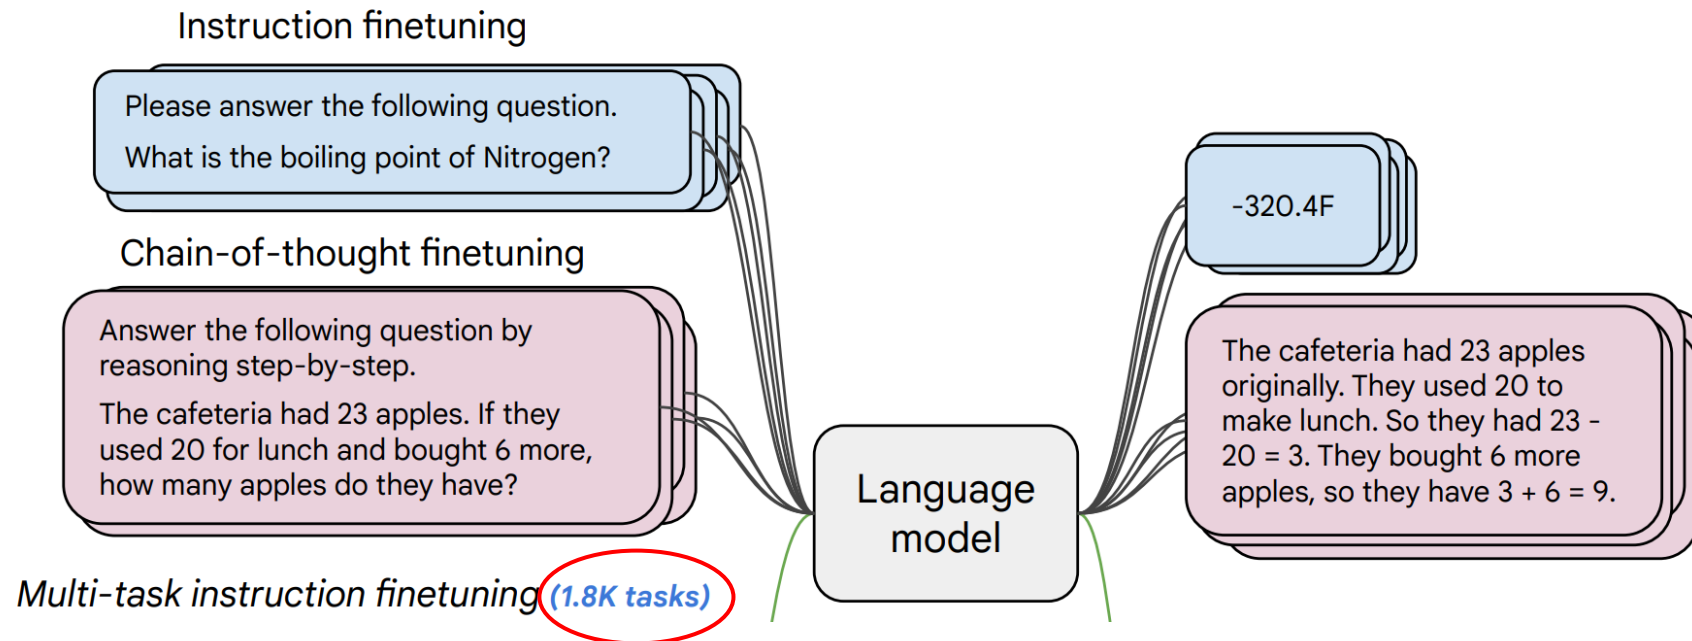 Instruction finetuning
Please answer the following question.
What is the boiling point of Nitrogen?
Chain-of-thought finetuning
Answer the following question by
reasoning step-by-step.
The cafeteria had 23 apples. If they
used 20 for lunch and bought 6 more,
how many apples do they have?
Multi-task instruction finetuning (1.8K tasks)
Language
model
-320.4F
The cafeteria had 23 apples
originally. They used 20 to
make lunch. So they had 23 -
20 = 3. They bought 6 more
apples, so they have 3 + 6 = 9.